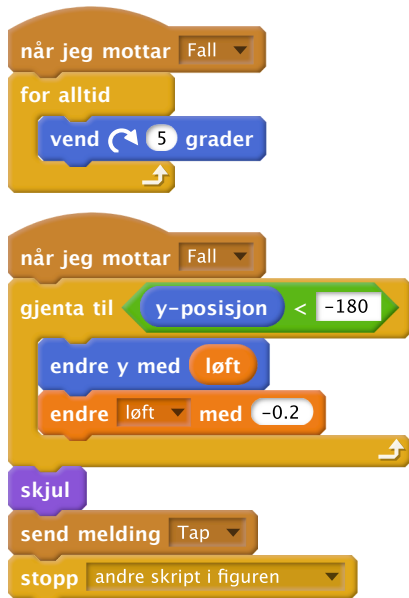 når jeg mottar Fall
for alltid
vend 5 grader
når jeg mottar Fall
gjenta til y-posisjon < -180
endre y med løft
endre løft med -0.2
skjul
send melding Tap
stopp andre skript i figuren